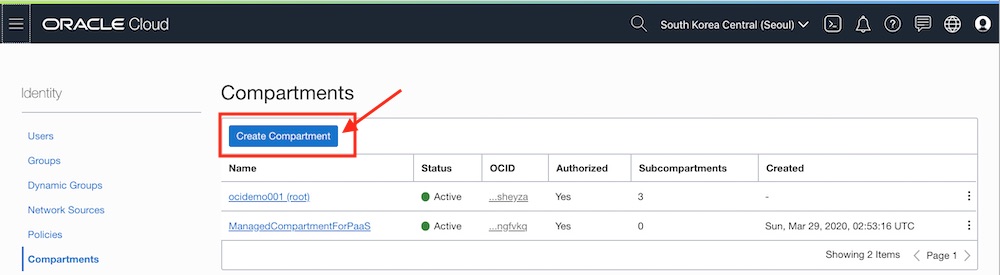 ORACLE Cloud
South Korea Central (Seoul)
Identity
Users
Groups
Dynamic Groups
Network Sources
Policies
Compartments
Compartments
Create Compartment
Name Status OCID Authorized Subcompartments Created
ocidemo001 (root) Active ...sheyza Yes 3 -
ManagedCompartmentForPaaS Active ...ngfvkq Yes 0 Sun, Mar 29, 2020, 02:53:16 UTC
Showing 2 Items Page 1